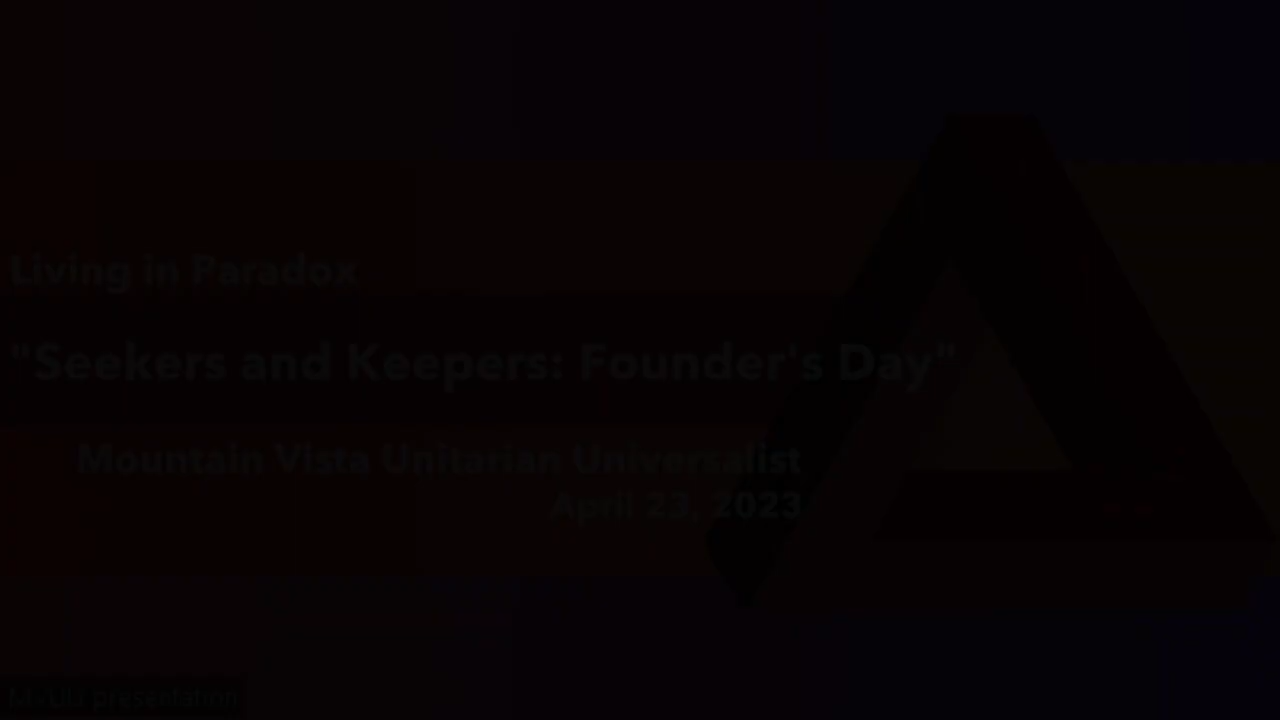 Living in Paradox
"Seekers and Keepers: Founder's Day"
Mountain Vista Unitarian Universalist
April 23, 2023
MVUU presentation